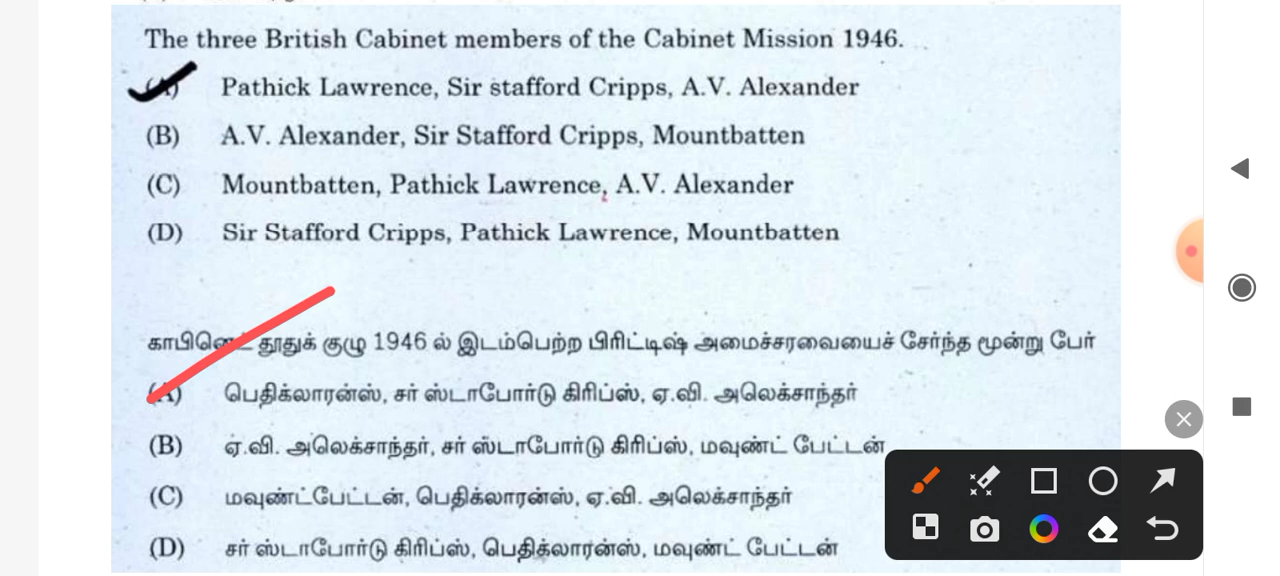 The three British Cabinet members of the Cabinet Mission 1946.
(A) Pathick Lawrence, Sir stafford Cripps, A.V. Alexander
(B) A.V. Alexander, Sir Stafford Cripps, Mountbatten
(C) Mountbatten, Pathick Lawrence, A.V. Alexander
(D) Sir Stafford Cripps, Pathick Lawrence, Mountbatten
காபினெட் தூதுக் குழு 1946 ல் இடம்பெற்ற பிரிட்டிஷ் அமைச்சரவையைச் சேர்ந்த மூன்று பேர்
(A) பெதிக்லாரன்ஸ், சர் ஸ்டாபோர்டு கிரிப்ஸ், ஏ.வி. அலெக்சாந்தர்
(B) ஏ.வி. அலெக்சாந்தர், சர் ஸ்டாபோர்டு கிரிப்ஸ், மவுண்ட் பேட்டன்
(C) மவுண்ட்பேட்டன், பெதிக்லாரன்ஸ், ஏ.வி. அலெக்சாந்தர்
(D) சர் ஸ்டாபோர்டு கிரிப்ஸ், பெதிக்லாரன்ஸ், மவுண்ட் பேட்டன்